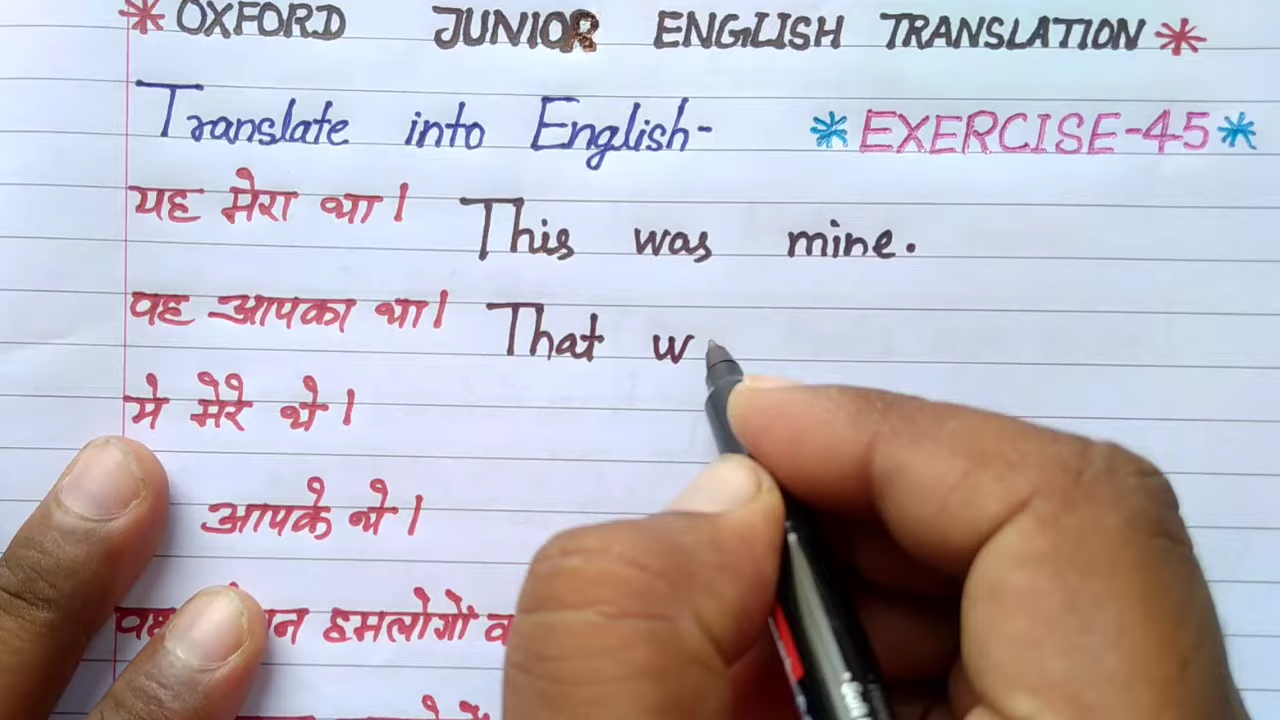 * OXFORD JUNIOR ENGLISH TRANSLATION *
Translate into English- * EXERCISE-45 *
यह मेरा था। This was mine.
वह आपका था। That w
ये मेरे थे।
आपके थे।
हमलोगों